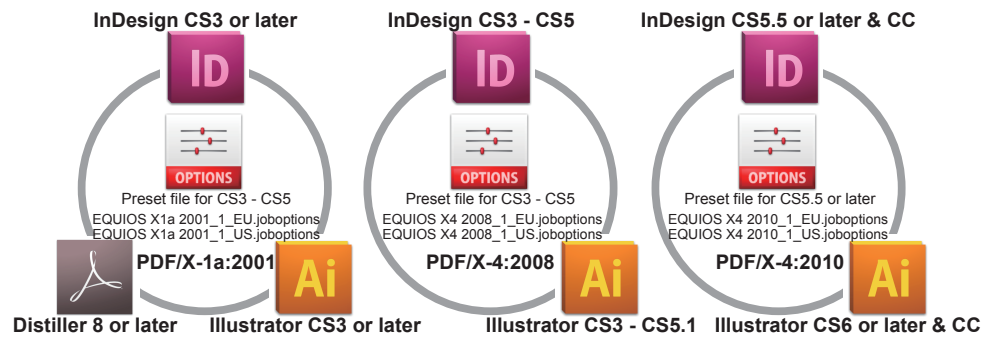 InDesign CS3 or later
ID
OPTIONS
Preset file for CS3 - CS5
EQUIOS X1a 2001_1_EU.joboptions
EQUIOS X1a 2001_1_US.joboptions
PDF/X-1a:2001
Ai
Distiller 8 or later
Illustrator CS3 or later
InDesign CS3 - CS5
ID
OPTIONS
Preset file for CS3 - CS5
EQUIOS X4 2008_1_EU.joboptions
EQUIOS X4 2008_1_US.joboptions
PDF/X-4:2008
Ai
Illustrator CS3 - CS5.1
InDesign CS5.5 or later & CC
ID
OPTIONS
Preset file for CS5.5 or later
EQUIOS X4 2010_1_EU.joboptions
EQUIOS X4 2010_1_US.joboptions
PDF/X-4:2010
Ai
Illustrator CS6 or later & CC